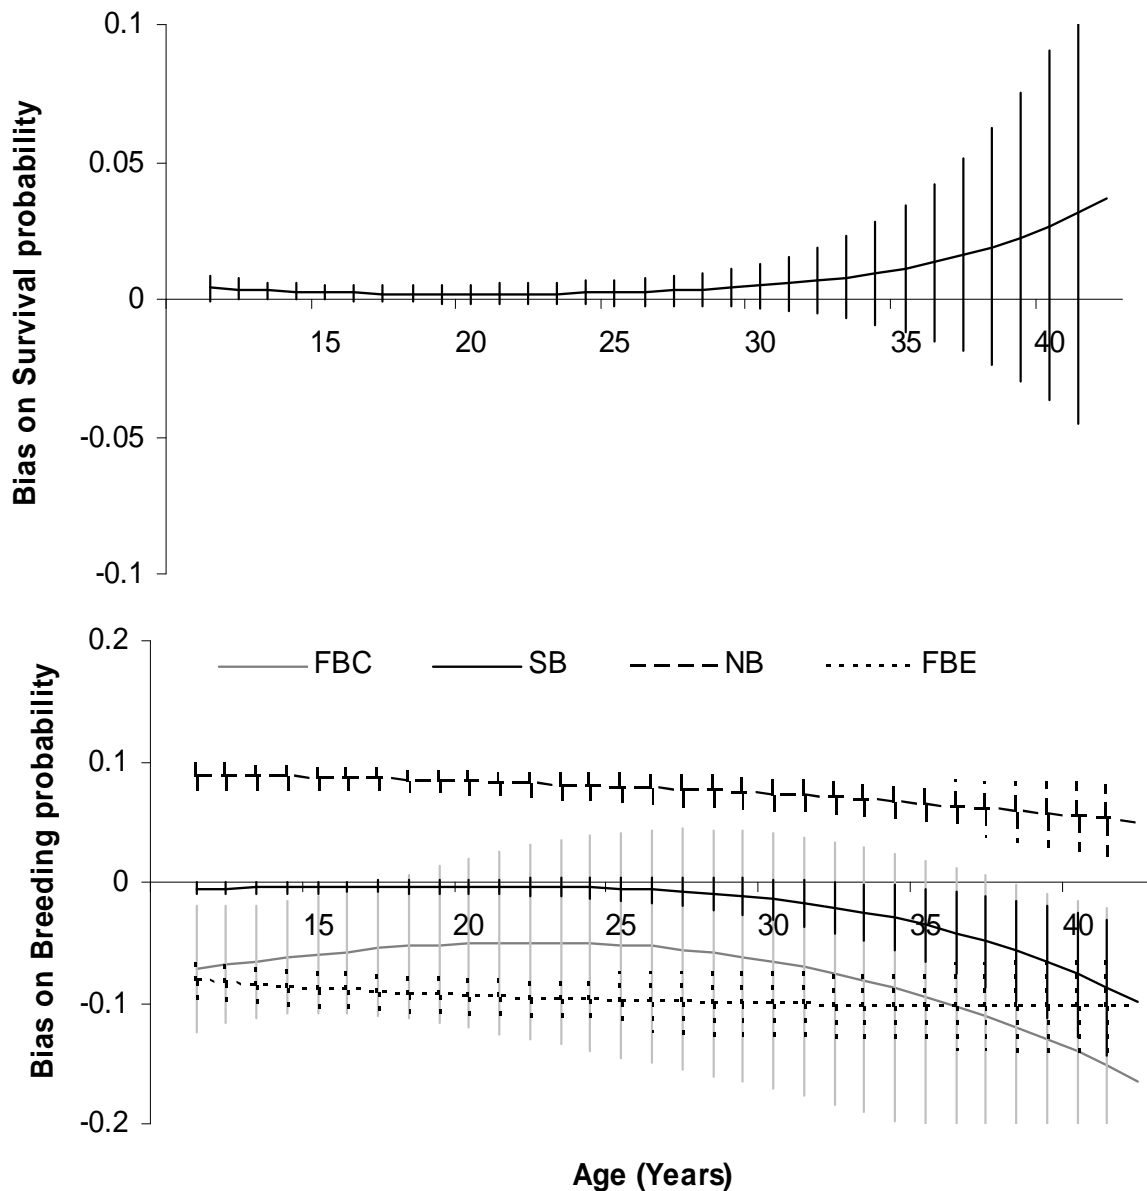 Bias on Survival probability
0.1
0.05
0
-0.05
-0.1
15 20 25 30 35 40
Bias on Breeding probability
0.2
0.1
0
-0.1
-0.2
FBC SB NB FBE
15 20 25 30 35 40
Age (Years)